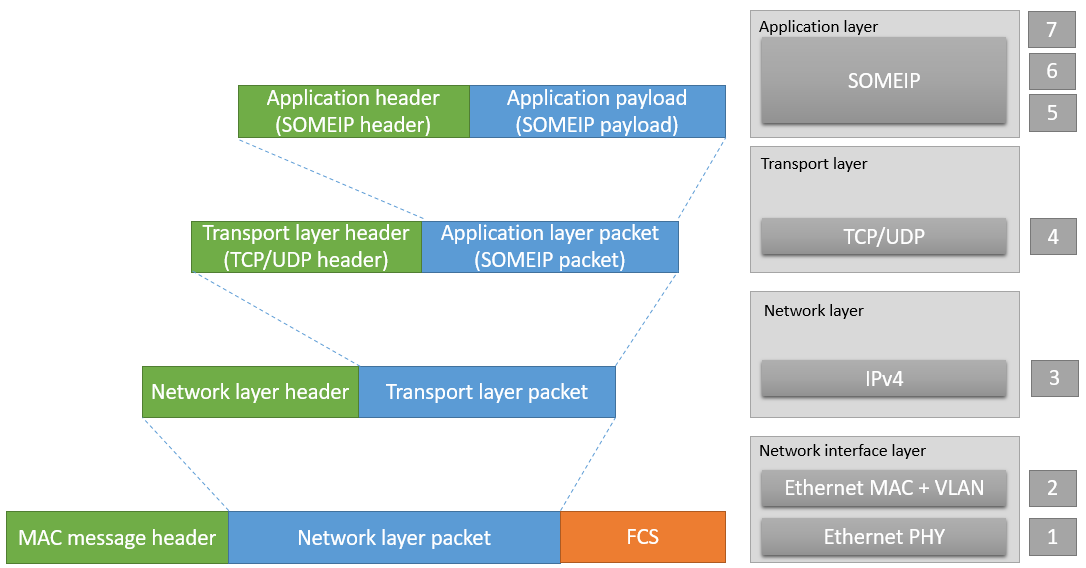 Application layer
7
SOMEIP
6
5
Application header
(SOMEIP header)
Application payload
(SOMEIP payload)
Transport layer
TCP/UDP
4
Transport layer header
(TCP/UDP header)
Application layer packet
(SOMEIP packet)
Network layer
IPv4
3
Network layer header
Transport layer packet
Network interface layer
Ethernet MAC + VLAN
2
Ethernet PHY
1
MAC message header
Network layer packet
FCS